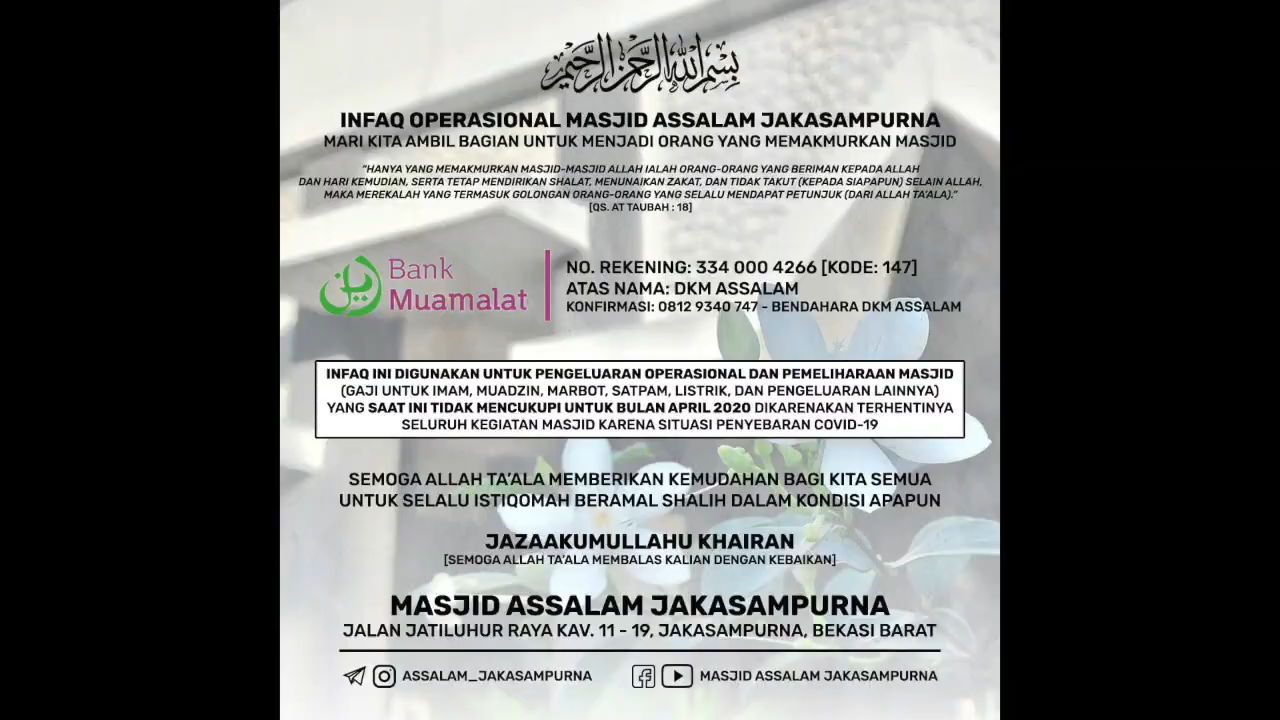 بسم الله الرحمن الرحيم
INFAQ OPERASIONAL MASJID ASSALAM JAKASAMPURNA
MARI KITA AMBIL BAGIAN UNTUK MENJADI ORANG YANG MEMAKMURKAN MASJID
"HANYA YANG MEMAKMURKAN MASJID-MASJID ALLAH IALAH ORANG-ORANG YANG BERIMAN KEPADA ALLAH
DAN HARI KEMUDIAN, SERTA TETAP MENDIRIKAN SHALAT, MENUNAIKAN ZAKAT, DAN TIDAK TAKUT (KEPADA SIAPAPUN) SELAIN ALLAH,
MAKA MEREKALAH YANG TERMASUK GOLONGAN ORANG-ORANG YANG SELALU MENDAPAT PETUNJUK (DARI ALLAH TA'ALA)."
[QS. AT TAUBAH : 18]
Bank
Muamalat
NO. REKENING: 334 000 4266 [KODE: 147]
ATAS NAMA: DKM ASSALAM
KONFIRMASI: 0812 9340 747 - BENDAHARA DKM ASSALAM
INFAQ INI DIGUNAKAN UNTUK PENGELUARAN OPERASIONAL DAN PEMELIHARAAN MASJID
(GAJI UNTUK IMAM, MUADZIN, MARBOT, SATPAM, LISTRIK, DAN PENGELUARAN LAINNYA)
YANG SAAT INI TIDAK MENCUKUPI UNTUK BULAN APRIL 2020 DIKARENAKAN TERHENTINYA
SELURUH KEGIATAN MASJID KARENA SITUASI PENYEBARAN COVID-19
SEMOGA ALLAH TA'ALA MEMBERIKAN KEMUDAHAN BAGI KITA SEMUA
UNTUK SELALU ISTIQOMAH BERAMAL SHALIH DALAM KONDISI APAPUN
JAZAAKUMULLAHU KHAIRAN
[SEMOGA ALLAH TA'ALA MEMBALAS KALIAN DENGAN KEBAIKAN]
MASJID ASSALAM JAKASAMPURNA
JALAN JATILUHUR RAYA KAV. 11 - 19, JAKASAMPURNA, BEKASI BARAT
ASSALAM_JAKASAMPURNA
MASJID ASSALAM JAKASAMPURNA